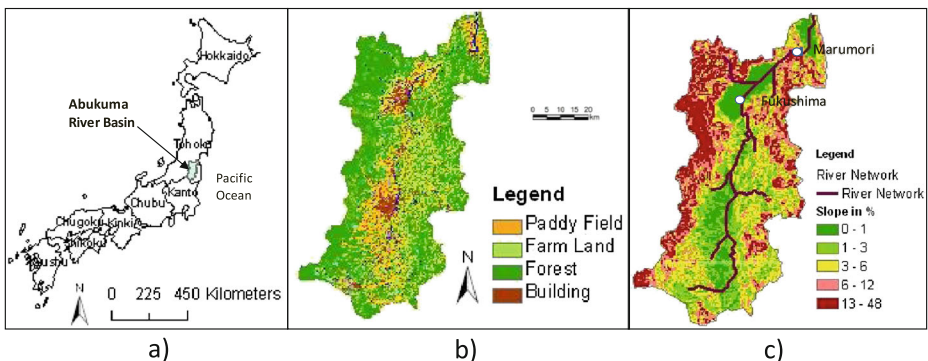 Hokkaido
Abukuma
River Basin
Tohoku
Pacific
Ocean
Kanto
Chubu
Chugoku
Kinki
Shikoku
N
0 225 450 Kilometers
a)
0 5 10 20 30 40
km
Legend
Paddy Field
Farm Land
Forest
Building
N
b)
Marumori
Fukushima
Legend
River Network
River Network
Slope in %
0 - 1
1 - 3
3 - 6
6 - 12
13 - 48
N
c)